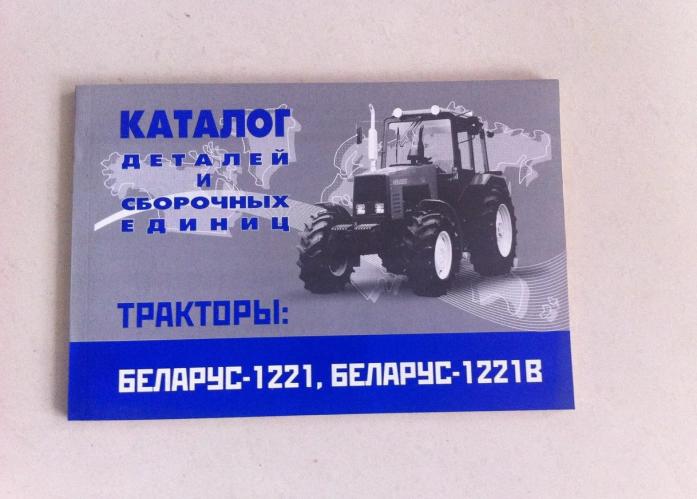 КАТАЛОГ
ДЕТАЛЕЙ
И
СБОРОЧНЫХ
ЕДИНИЦ
ТРАКТОРЫ:
БЕЛАРУС-1221, БЕЛАРУС-1221В